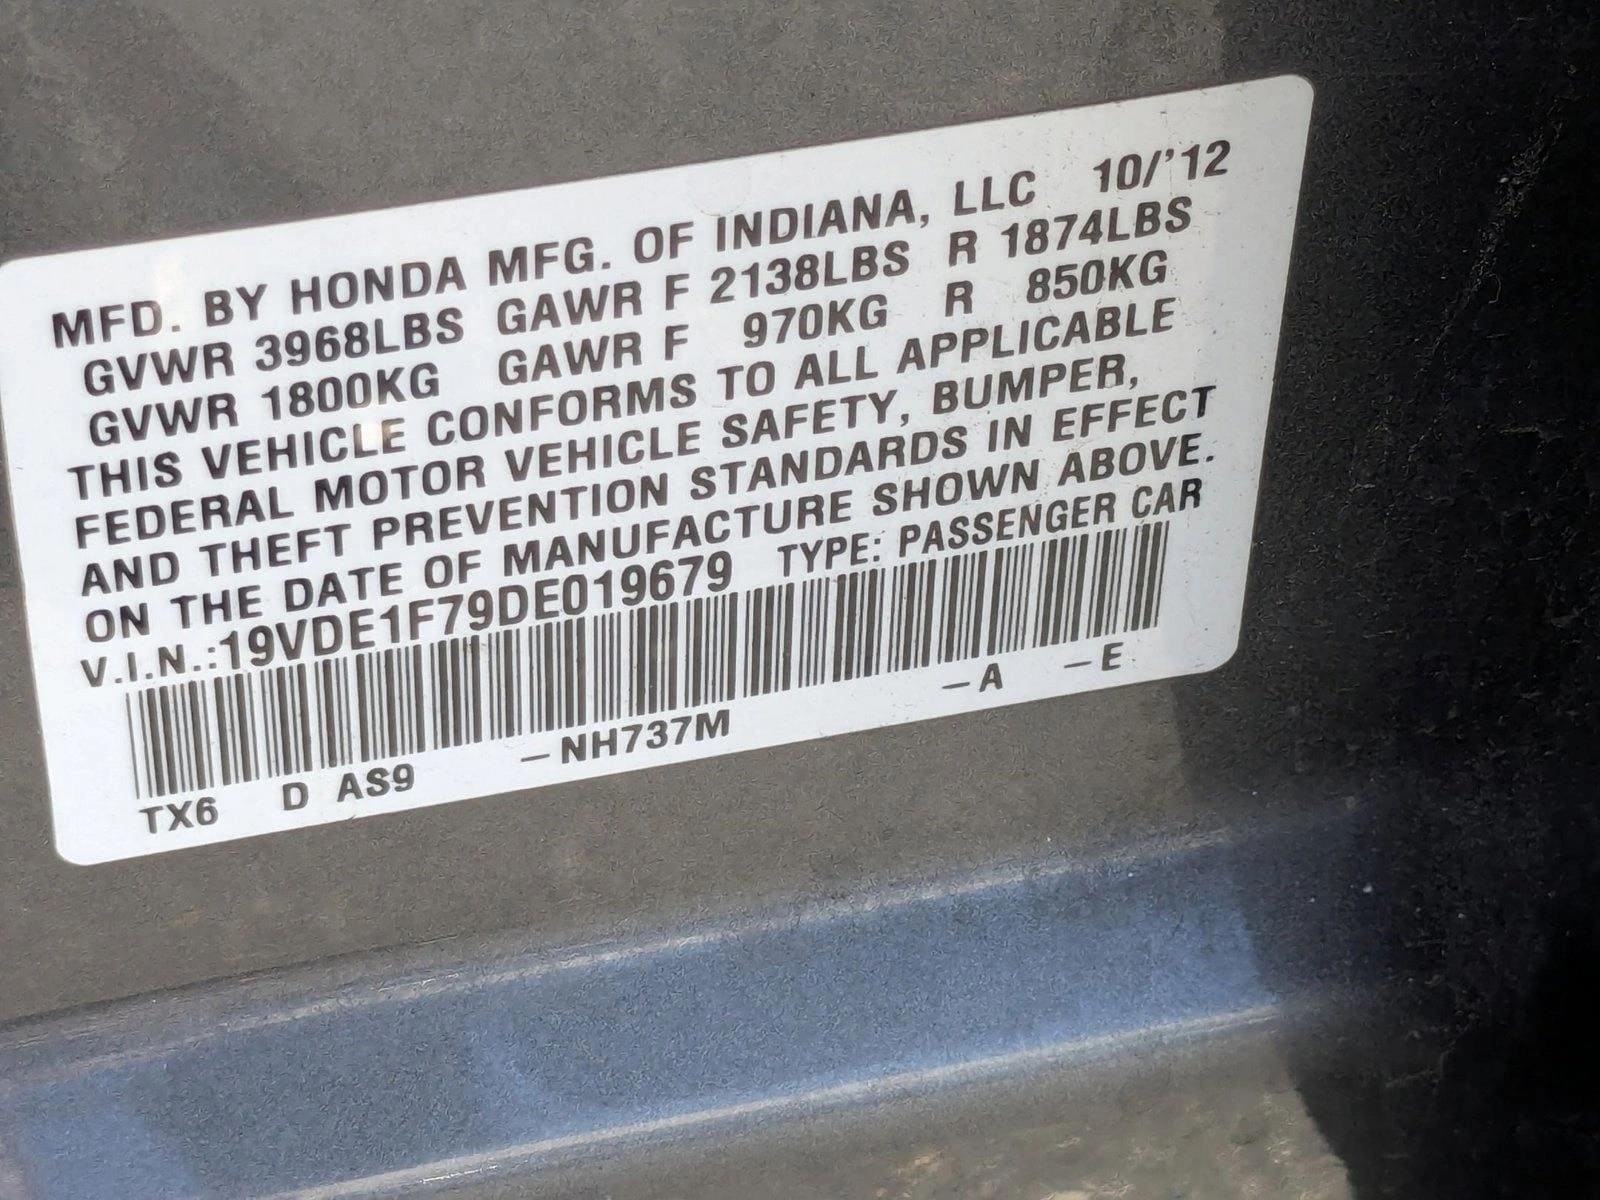 MFD. BY HONDA MFG. OF INDIANA, LLC 10/'12
GVWR 3968LBS GAWR F 2138LBS R 1874LBS
GVWR 1800KG GAWR F 970KG R 850KG
THIS VEHICLE CONFORMS TO ALL APPLICABLE
FEDERAL MOTOR VEHICLE SAFETY, BUMPER,
AND THEFT PREVENTION STANDARDS IN EFFECT
ON THE DATE OF MANUFACTURE SHOWN ABOVE.
V.I.N.:19VDE1F79DE019679 TYPE: PASSENGER CAR
TX6 D AS9 –NH737M –A –E